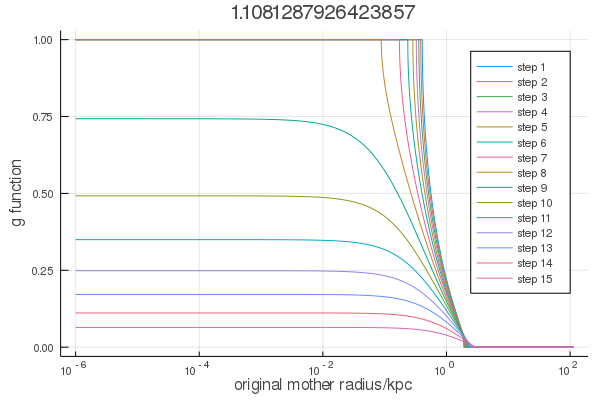 1.1081287926423857
g function
1.00
0.75
0.50
0.25
0.00
step 1
step 2
step 3
step 4
step 5
step 6
step 7
step 8
step 9
step 10
step 11
step 12
step 13
step 14
step 15
10^-6 10^-4 10^-2 10^0 10^2
original mother radius/kpc